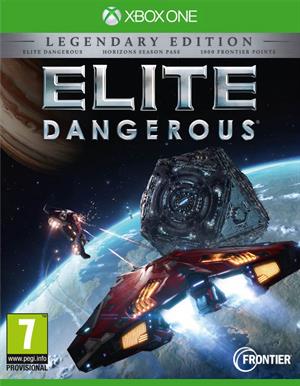 XBOX ONE
LEGENDARY EDITION
ELITE DANGEROUS HORIZONS SEASON PASS 1000 FRONTIER POINTS
ELITE
DANGEROUS
7
www.pegi.info
PROVISIONAL
FRONTIER